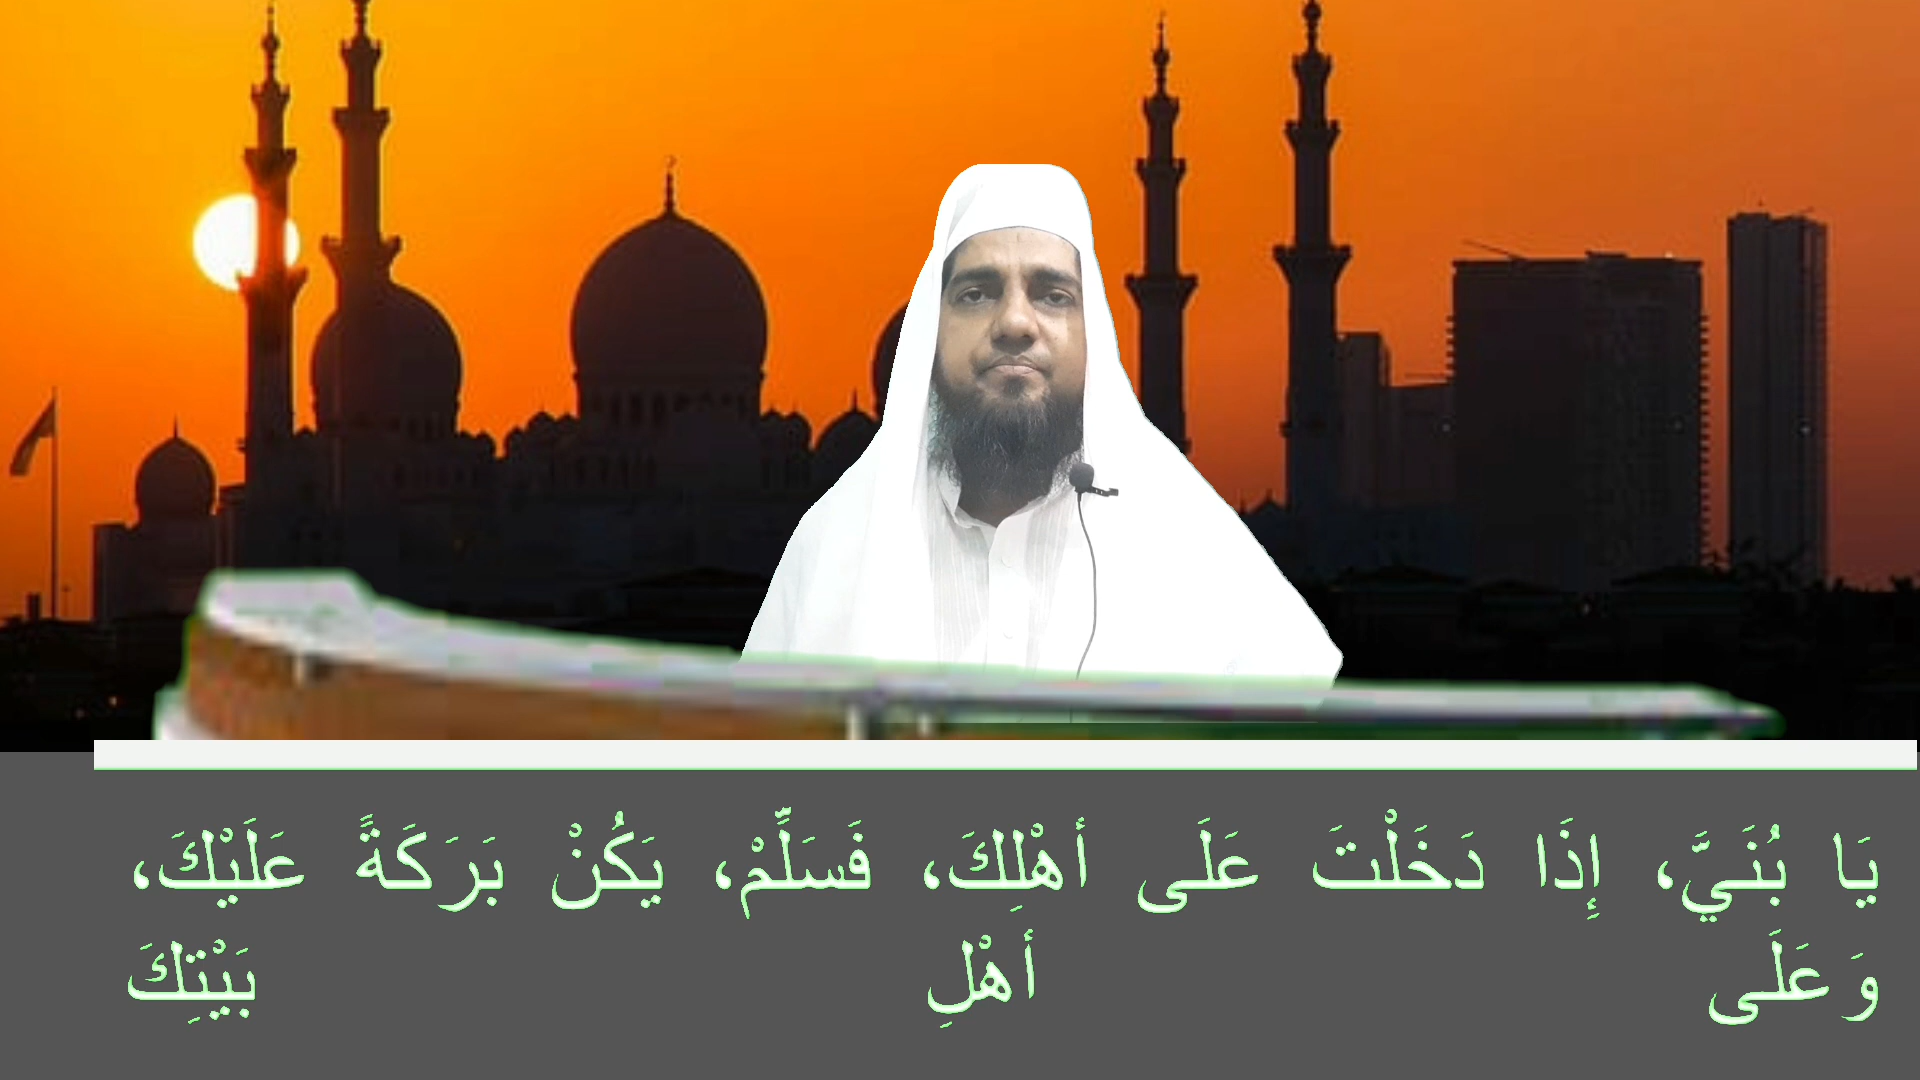 يَا بُنَيَّ، إِذَا دَخَلْتَ عَلَى أهْلِكَ، فَسَلِّمْ، يَكُنْ بَرَكَةً عَلَيْكَ،
وَعَلَى أهْلِ بَيْتِكَ